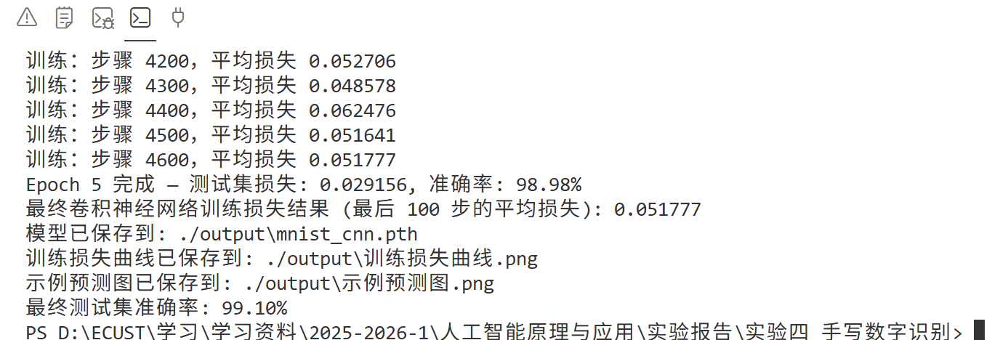 训练: 步骤 4200，平均损失 0.052706
训练: 步骤 4300，平均损失 0.048578
训练: 步骤 4400，平均损失 0.062476
训练: 步骤 4500，平均损失 0.051641
训练: 步骤 4600，平均损失 0.051777
Epoch 5 完成 — 测试集损失: 0.029156, 准确率: 98.98%
最终卷积神经网络训练损失结果 (最后 100 步的平均损失): 0.051777
模型已保存到: ./output\mnist_cnn.pth
训练损失曲线已保存到: ./output\训练损失曲线.png
示例预测图已保存到: ./output\示例预测图.png
最终测试集准确率: 99.10%
PS D:\ECUST\学习\学习资料\2025-2026-1\人工智能原理与应用\实验报告\实验四 手写数字识别>